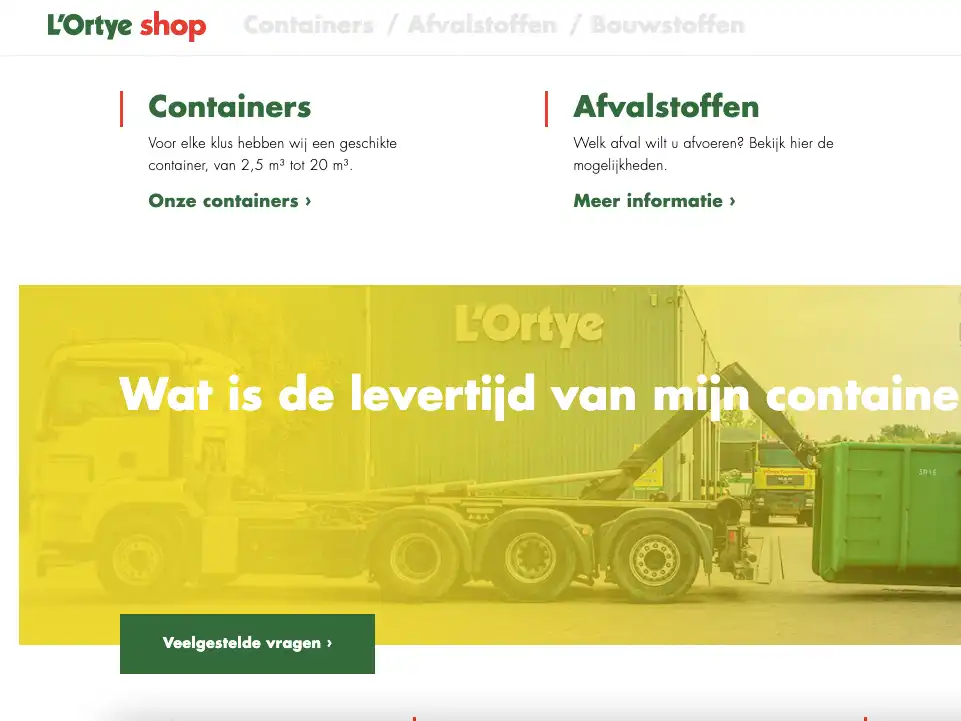 L'Ortye shop
Containers / Afvalstoffen / Bouwstoffen
Containers
Voor elke klus hebben wij een geschikte
container, van 2,5 m³ tot 20 m³.
Onze containers ›
Afvalstoffen
Welk afval wilt u afvoeren? Bekijk hier de
mogelijkheden.
Meer informatie ›
L'Ortye
Wat is de levertijd van mijn containe
Veelgestelde vragen ›